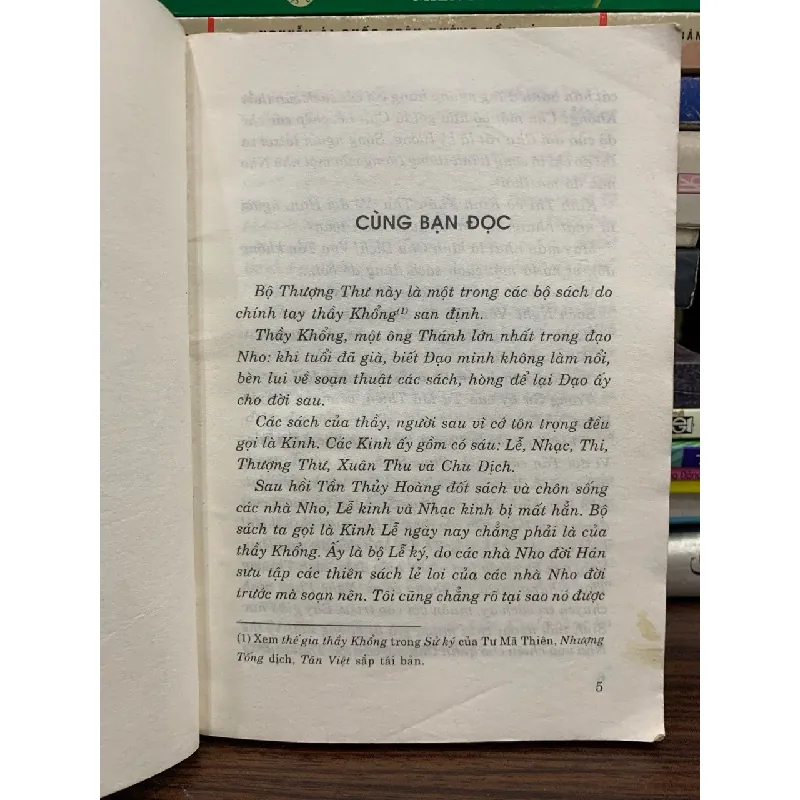 CÙNG BẠN ĐỌC
Bộ Thượng Thư này là một trong các bộ sách do
chính tay thầy Khổng(1) san định.
Thầy Khổng, một ông Thánh lớn nhất trong đạo
Nho: khi tuổi đã già, biết Đạo mình không làm nổi,
bèn lui về soạn thuật các sách, hòng để lại Đạo ấy
cho đời sau.
Các sách của thầy, người sau vì cớ tôn trọng đều
gọi là Kinh. Các Kinh ấy gồm có sáu: Lễ, Nhạc, Thi,
Thượng Thư, Xuân Thu và Chu Dịch.
Sau hồi Tần Thủy Hoàng đốt sách và chôn sống
các nhà Nho, Lễ kinh và Nhạc kinh bị mất hẳn. Bộ
sách ta gọi là Kinh Lễ ngày nay chẳng phải là của
thầy Khổng. Ấy là bộ Lễ ký, do các nhà Nho đời Hán
sưu tập các thiên sách lẻ loi của các nhà Nho đời
trước mà soạn nên. Tôi cũng chẳng rõ tại sao nó được
(1) Xem thế gia thầy Khổng trong Sử ký của Tư Mã Thiên, Nhượng
Tống dịch, Tân Việt sắp tái bản.
5